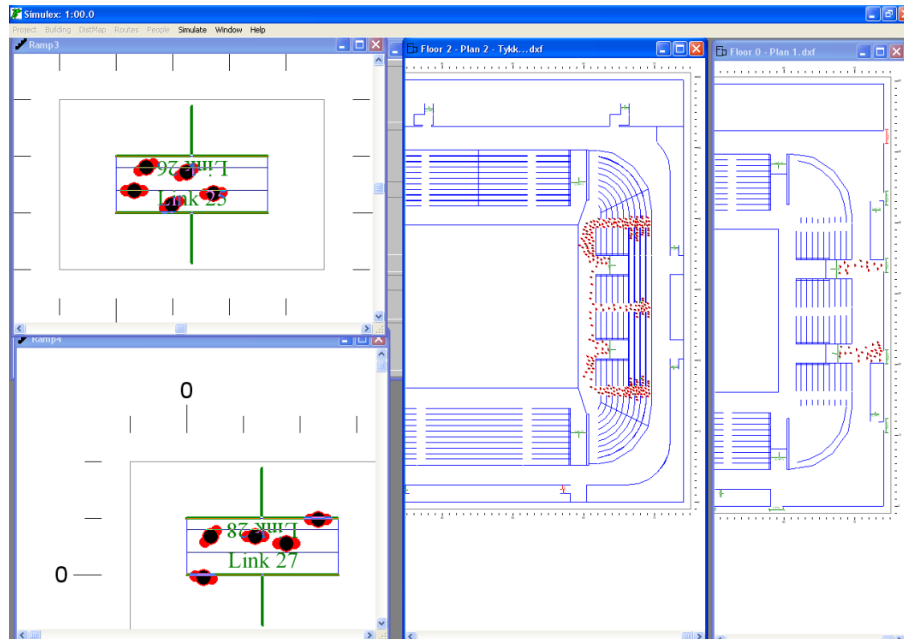 Simulex: 1:00.0
Project Building DistMap Routes People Simulate Window Help
Ramp3
Link 26
Link 25
Ramp4
0
Link 28
Link 27
0
Floor 2 - Plan 2 - Tykk...dxf
Floor 0 - Plan 1.dxf